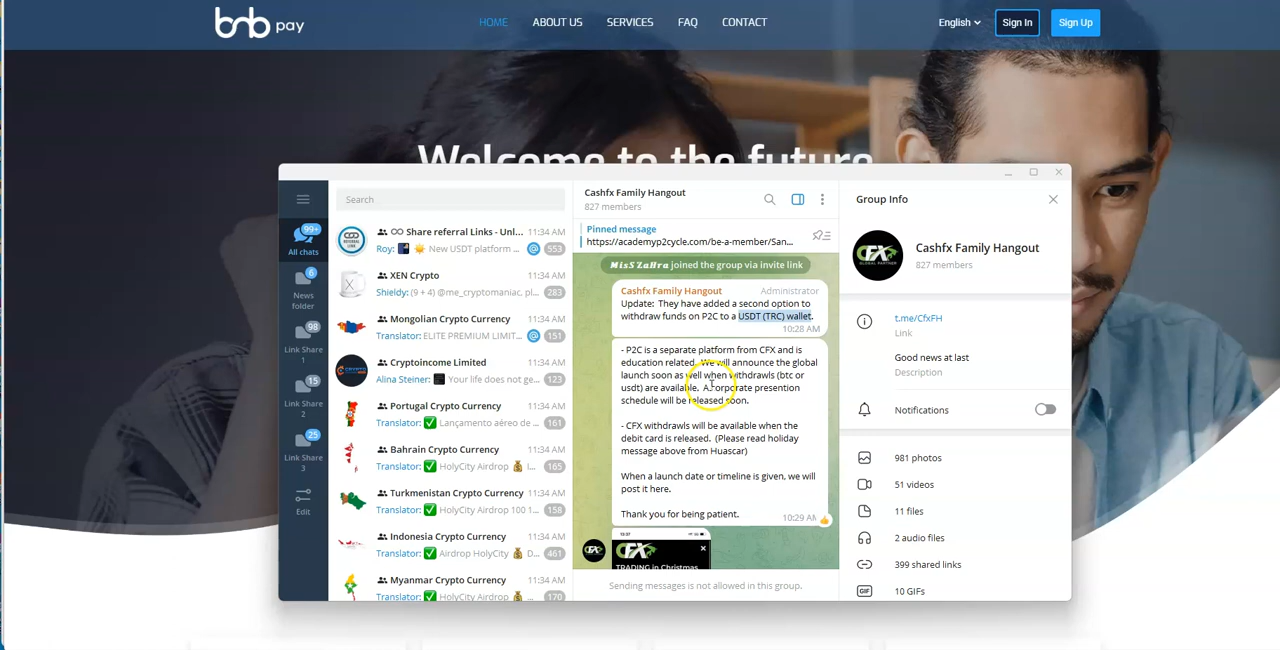 bnb pay
HOME
ABOUT US
SERVICES
FAQ
CONTACT
English
Sign In
Sign Up
Welcome to the future
Search
99+
All chats
6
News
folder
98
Link Share
1
15
Link Share
2
25
Link Share
3
Edit
Share referral Links - Unl...
11:34 AM
Roy:
New USDT platform ...
553
XEN Crypto
11:34 AM
Shieldy: (9 + 4) @me_cryptomaniac, pl...
283
Mongolian Crypto Currency
11:34 AM
Translator: ELITE PREMIUM LIMIT...
151
Cryptoincome Limited
11:34 AM
Alina Steiner: Your life does not ge...
123
Portugal Crypto Currency
11:34 AM
Translator: Lançamento aéreo de ...
161
Bahrain Crypto Currency
11:34 AM
Translator: HolyCity Airdrop
165
Turkmenistan Crypto Currency
11:34 AM
Translator: HolyCity Airdrop 100 1...
158
Indonesia Crypto Currency
11:34 AM
Translator: Airdrop HolyCity
461
Myanmar Crypto Currency
11:34 AM
Translator: HolyCity Airdrop
170
Cashfx Family Hangout
827 members
Pinned message
https://academyp2cycle.com/be-a-member/San...
MisS ZaHra joined the group via invite link
Cashfx Family Hangout
Administrator
Update: They have added a second option to
withdraw funds on P2C to a USDT (TRC) wallet.
10:28 AM
- P2C is a separate platform from CFX and is
education related. We will announce the global
launch soon as well when withdrawls (btc or
usdt) are available. A corporate presention
schedule will be released soon.
- CFX withdrawls will be available when the
debit card is released. (Please read holiday
message above from Huascar)
When a launch date or timeline is given, we will
post it here.
Thank you for being patient.
10:29 AM
CFX
TRADING in Christmas
Sending messages is not allowed in this group.
Group Info
CFX
GLOBAL PARTNER
Cashfx Family Hangout
827 members
t.me/CfxFH
Link
Good news at last
Description
Notifications
981 photos
51 videos
11 files
2 audio files
399 shared links
GIF
10 GIFs